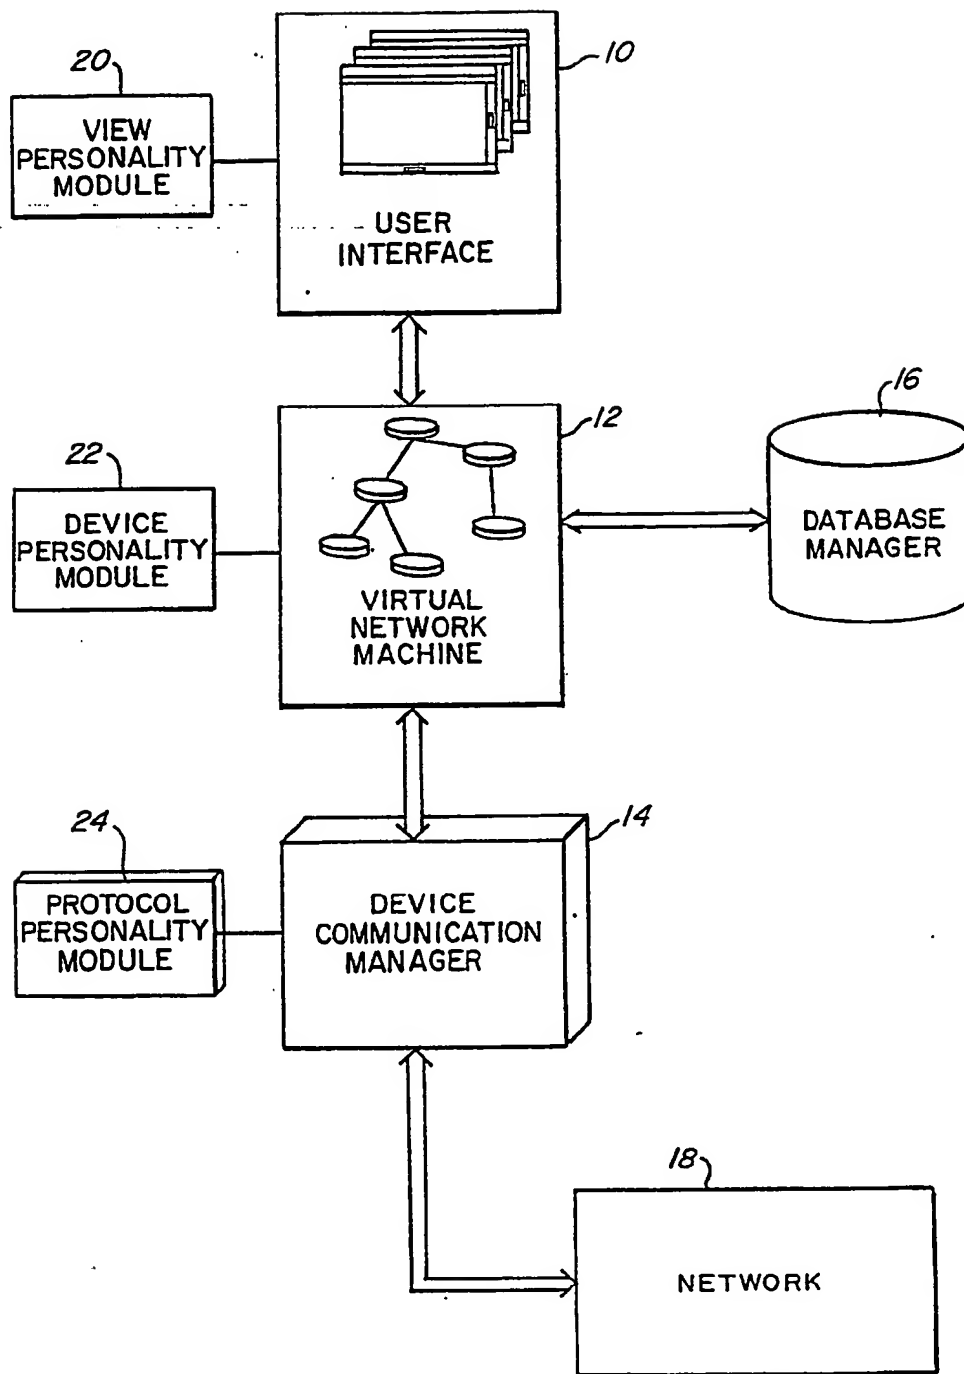 20
VIEW
PERSONALITY
MODULE
10
USER
INTERFACE
22
DEVICE
PERSONALITY
MODULE
12
VIRTUAL
NETWORK
MACHINE
16
DATABASE
MANAGER
24
PROTOCOL
PERSONALITY
MODULE
14
DEVICE
COMMUNICATION
MANAGER
18
NETWORK